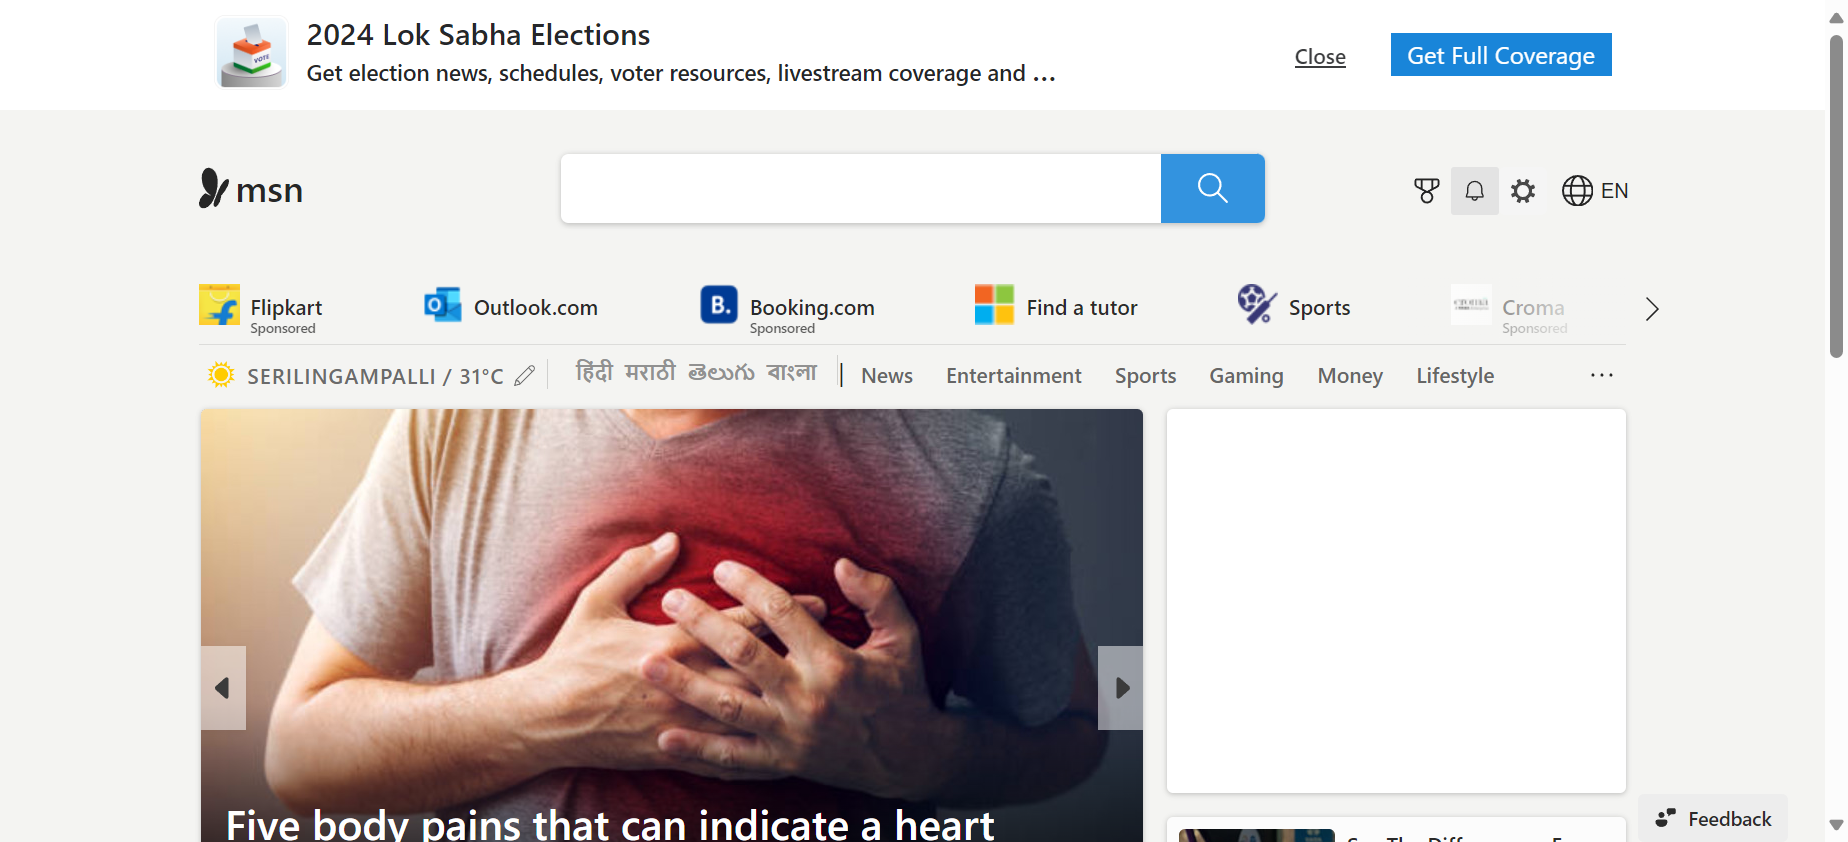 2024 Lok Sabha Elections
Get election news, schedules, voter resources, livestream coverage and ...
Close
Get Full Coverage
VOTE
msn
EN
Flipkart
Sponsored
Outlook.com
B.
Booking.com
Sponsored
Find a tutor
Sports
croma
Croma
Sponsored
SERILINGAMPALLI / 31°C
हिंदी मराठी తెలుగు বাংলা
News Entertainment Sports Gaming Money Lifestyle ...
Five body pains that can indicate a heart
Feedback